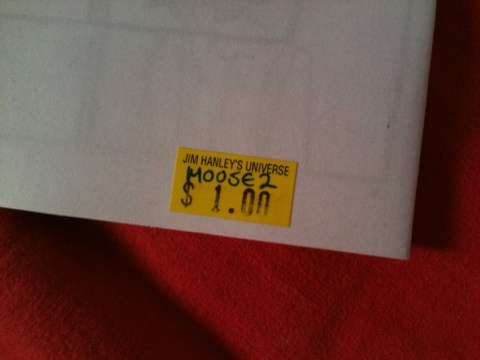 JIM HANLEY'S UNIVERSE
MOOSE2
$ 1.00